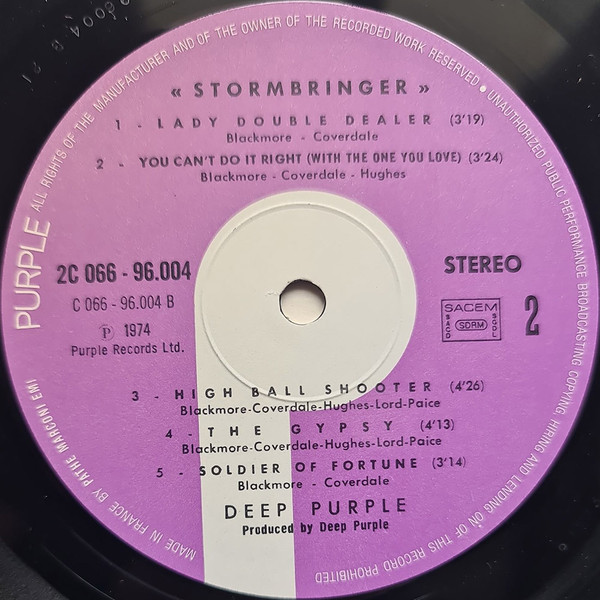 « STORMBRINGER »
1 - LADY DOUBLE DEALER (3'19)
Blackmore - Coverdale
2 - YOU CAN'T DO IT RIGHT (WITH THE ONE YOU LOVE) (3'24)
Blackmore - Coverdale - Hughes
2C 066 - 96.004
C 066 - 96.004 B
Ⓟ 1974
Purple Records Ltd.
STEREO
SACEM
SACD
SDRM
SGDL
2
3 - HIGH BALL SHOOTER (4'26)
Blackmore-Coverdale-Hughes-Lord-Paice
4 - THE GYPSY (4'13)
Blackmore-Coverdale-Hughes-Lord-Paice
5 - SOLDIER OF FORTUNE (3'14)
Blackmore - Coverdale
DEEP PURPLE
Produced by Deep Purple
PURPLE
ALL RIGHTS OF THE MANUFACTURER AND OF THE OWNER OF THE RECORDED WORK RESERVED • UNAUTHORIZED PUBLIC PERFORMANCE BROADCASTING COPYING, HIRING AND LENDING ON OF THIS RECORD PROHIBITED
MADE IN FRANCE BY PATHE MARCONI EMI